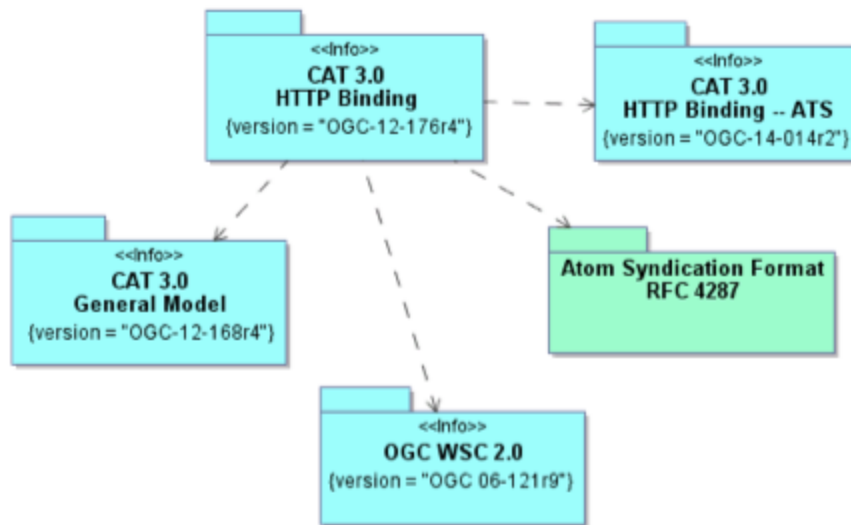 <<Info>>
CAT 3.0
HTTP Binding
{version = "OGC-12-176r4"}
<<Info>>
CAT 3.0
HTTP Binding -- ATS
{version = "OGC-14-014r2"}
<<Info>>
CAT 3.0
General Model
{version = "OGC-12-168r4"}
Atom Syndication Format
RFC 4287
<<Info>>
OGC WSC 2.0
{version = "OGC 06-121r9"}